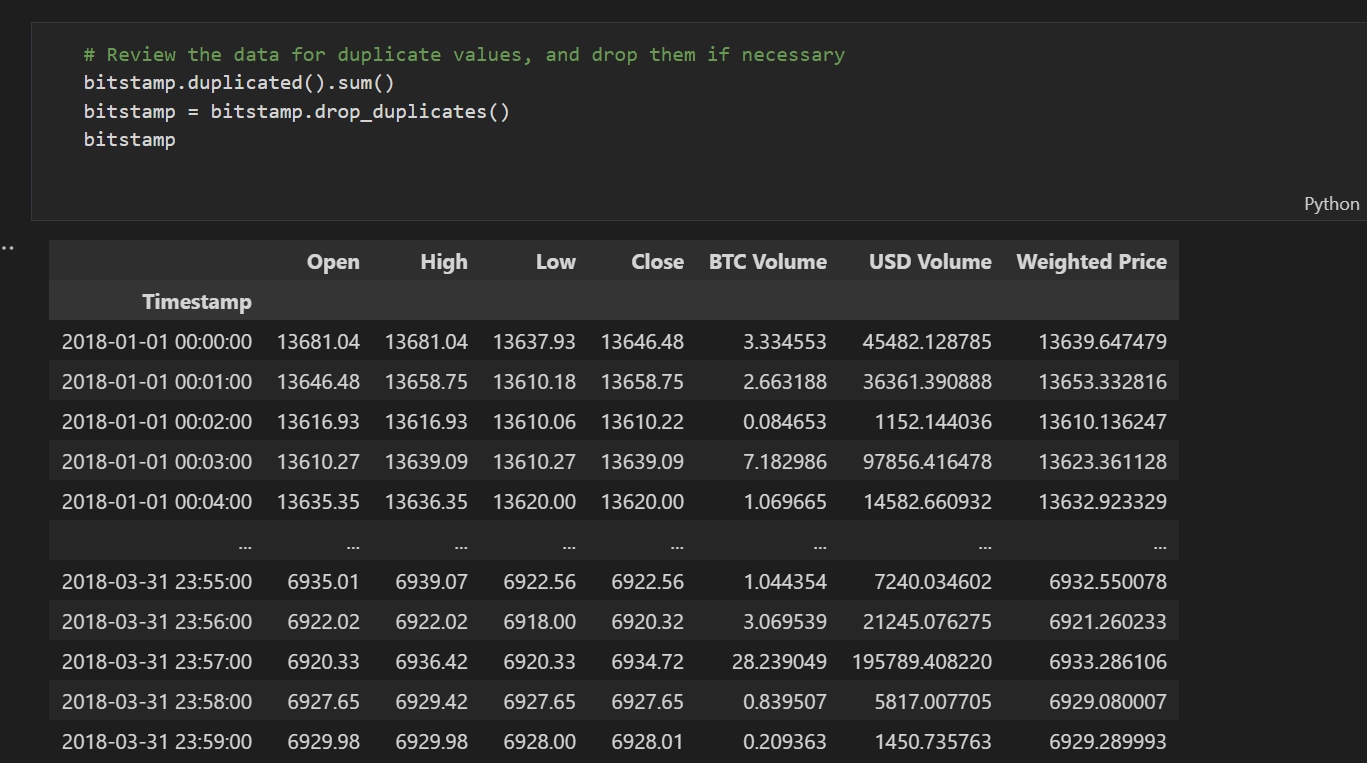 # Review the data for duplicate values, and drop them if necessary
bitstamp.duplicated().sum()
bitstamp = bitstamp.drop_duplicates()
bitstamp
Python
Open High Low Close BTC Volume USD Volume Weighted Price
Timestamp
2018-01-01 00:00:00 13681.04 13681.04 13637.93 13646.48 3.334553 45482.128785 13639.647479
2018-01-01 00:01:00 13646.48 13658.75 13610.18 13658.75 2.663188 36361.390888 13653.332816
2018-01-01 00:02:00 13616.93 13616.93 13610.06 13610.22 0.084653 1152.144036 13610.136247
2018-01-01 00:03:00 13610.27 13639.09 13610.27 13639.09 7.182986 97856.416478 13623.361128
2018-01-01 00:04:00 13635.35 13636.35 13620.00 13620.00 1.069665 14582.660932 13632.923329
... ... ... ... ... ... ... ...
2018-03-31 23:55:00 6935.01 6939.07 6922.56 6922.56 1.044354 7240.034602 6932.550078
2018-03-31 23:56:00 6922.02 6922.02 6918.00 6920.32 3.069539 21245.076275 6921.260233
2018-03-31 23:57:00 6920.33 6936.42 6920.33 6934.72 28.239049 195789.408220 6933.286106
2018-03-31 23:58:00 6927.65 6929.42 6927.65 6927.65 0.839507 5817.007705 6929.080007
2018-03-31 23:59:00 6929.98 6929.98 6928.00 6928.01 0.209363 1450.735763 6929.289993